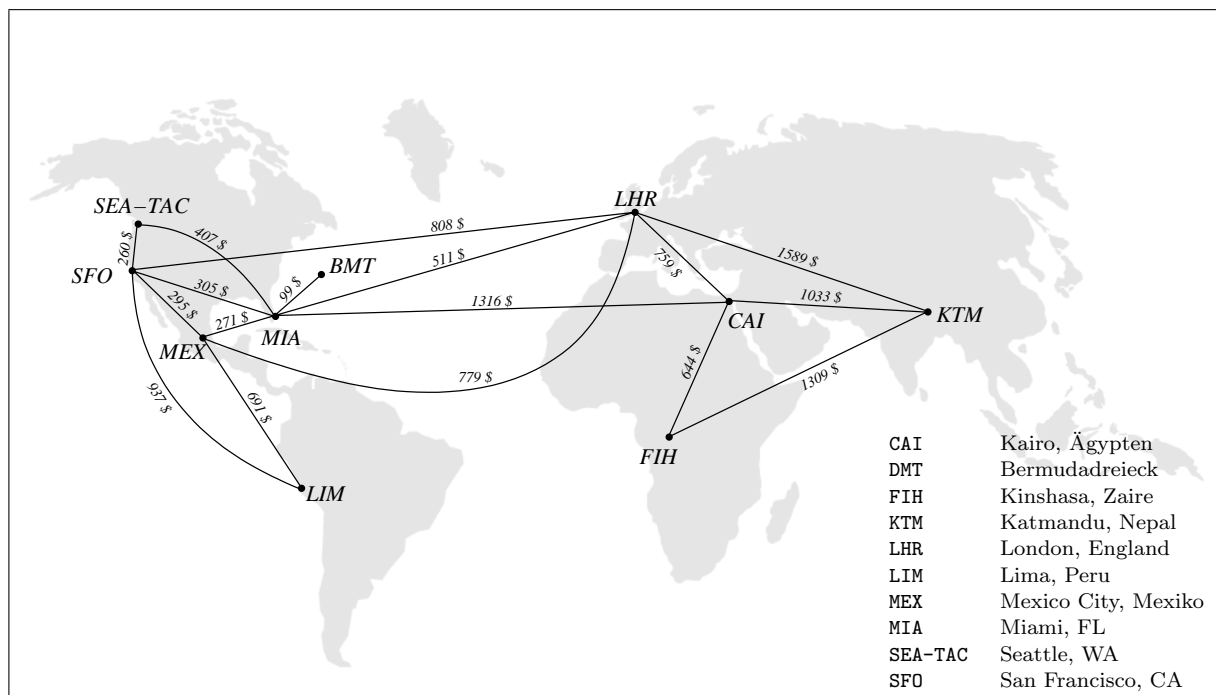 LHR
SEA–TAC
808 $
407 $
260 $
511 $
1589 $
759 $
BMT
SFO
99 $
305 $
295 $
1316 $
1033 $
271 $
MIA
CAI
KTM
MEX
644 $
779 $
1309 $
937 $
691 $
FIH
LIM
CAI Kairo, Ägypten
DMT Bermudadreieck
FIH Kinshasa, Zaire
KTM Katmandu, Nepal
LHR London, England
LIM Lima, Peru
MEX Mexico City, Mexiko
MIA Miami, FL
SEA-TAC Seattle, WA
SFO San Francisco, CA